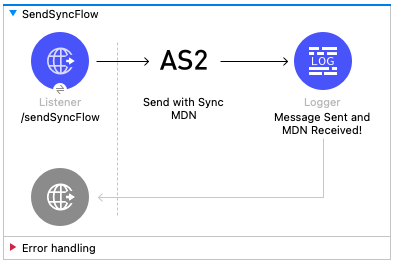 SendSyncFlow
AS2
LOG
Listener
/sendSyncFlow
Send with Sync
MDN
Logger
Message Sent and
MDN Received!
Error handling